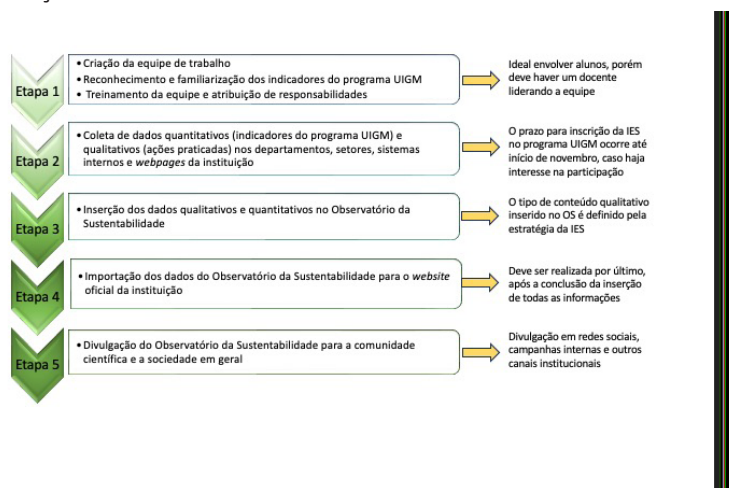 Etapa 1
• Criação da equipe de trabalho
• Reconhecimento e familiarização dos indicadores do programa UIGM
• Treinamento da equipe e atribuição de responsabilidades
Ideal envolver alunos, porém
deve haver um docente
liderando a equipe
Etapa 2
• Coleta de dados quantitativos (indicadores do programa UIGM) e
qualitativos (ações praticadas) nos departamentos, setores, sistemas
internos e webpages da instituição
O prazo para inscrição da IES
no programa UIGM ocorre até
início de novembro, caso haja
interesse na participação
Etapa 3
• Inserção dos dados qualitativos e quantitativos no Observatório da
Sustentabilidade
O tipo de conteúdo qualitativo
inserido no OS é definido pela
estratégia da IES
Etapa 4
• Importação dos dados do Observatório da Sustentabilidade para o website
oficial da instituição
Deve ser realizada por último,
após a conclusão da inserção
de todas as informações
Etapa 5
• Divulgação do Observatório da Sustentabilidade para a comunidade
científica e a sociedade em geral
Divulgação em redes sociais,
campanhas internas e outros
canais institucionais